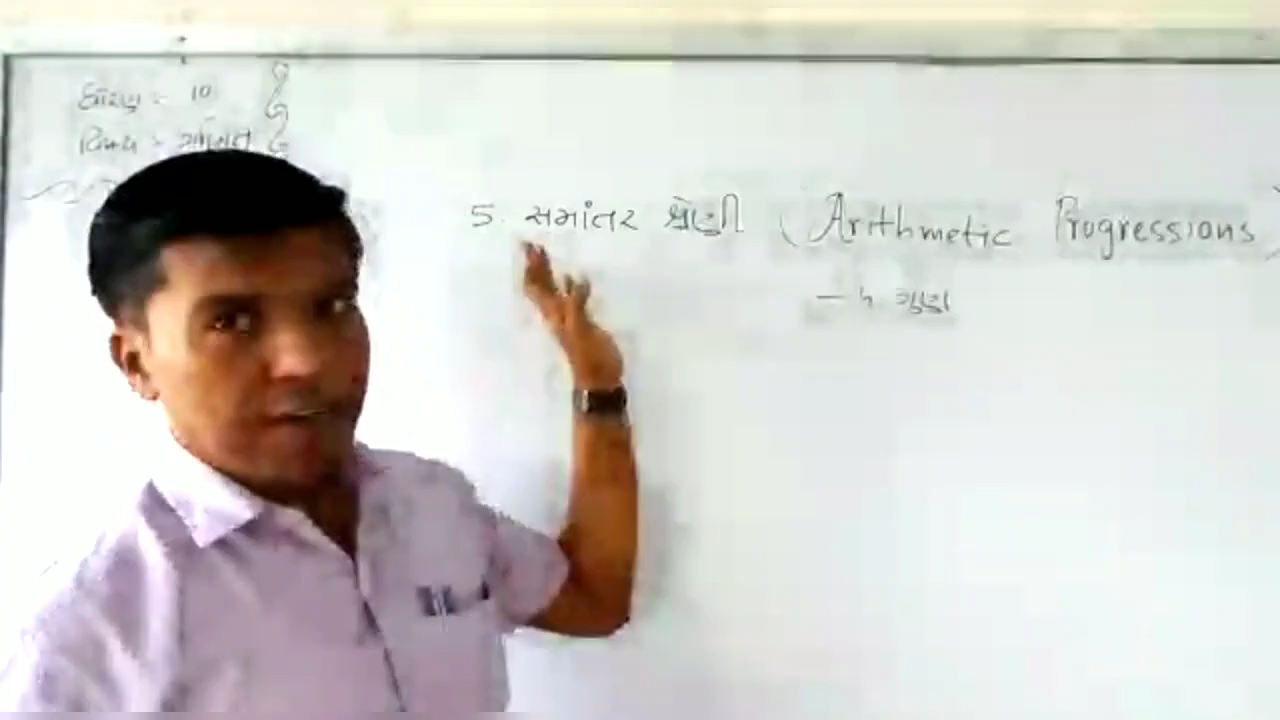 ધોરણ : 10
વિષય : ગણિત
5. સમાંતર શ્રેણી ( Arithmetic Progressions )
ગુણ